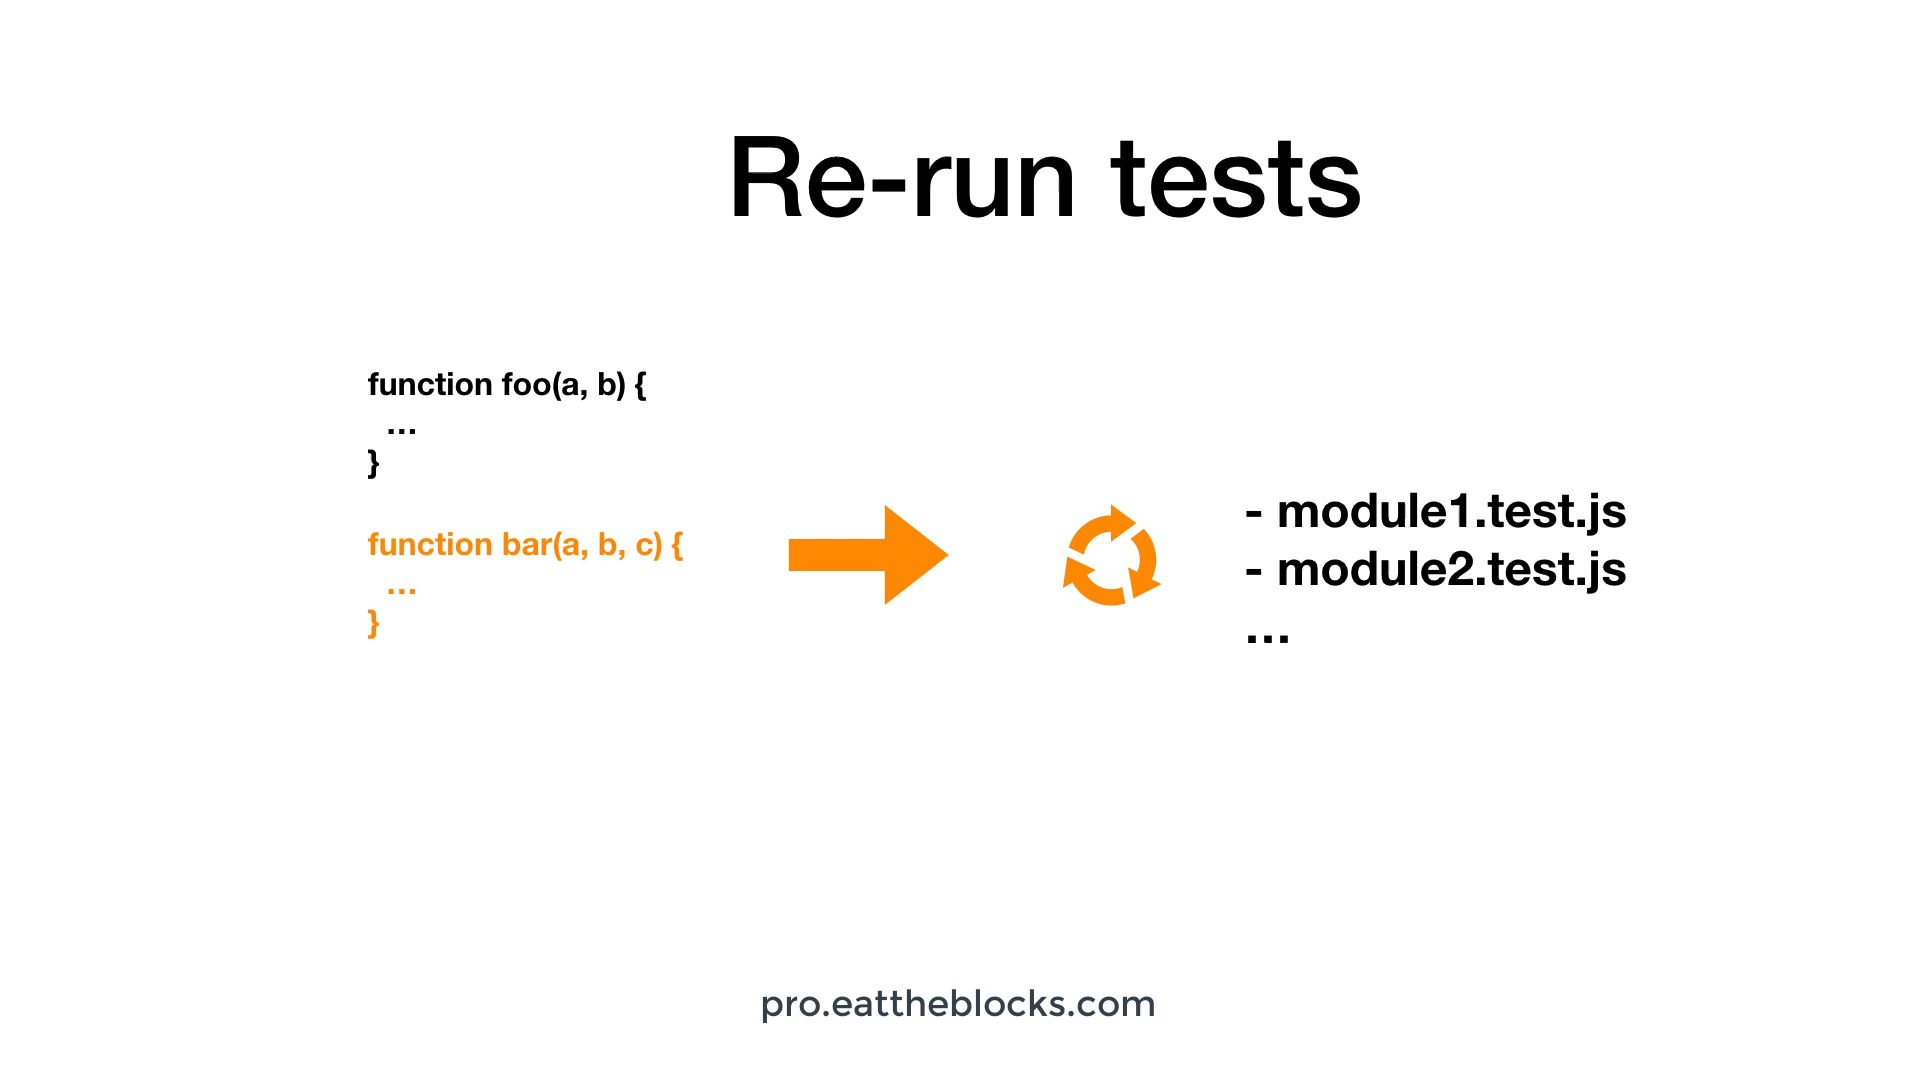 Re-run tests
function foo(a, b) {
...
}
function bar(a, b, c) {
...
}
- module1.test.js
- module2.test.js
...
pro.eattheblocks.com